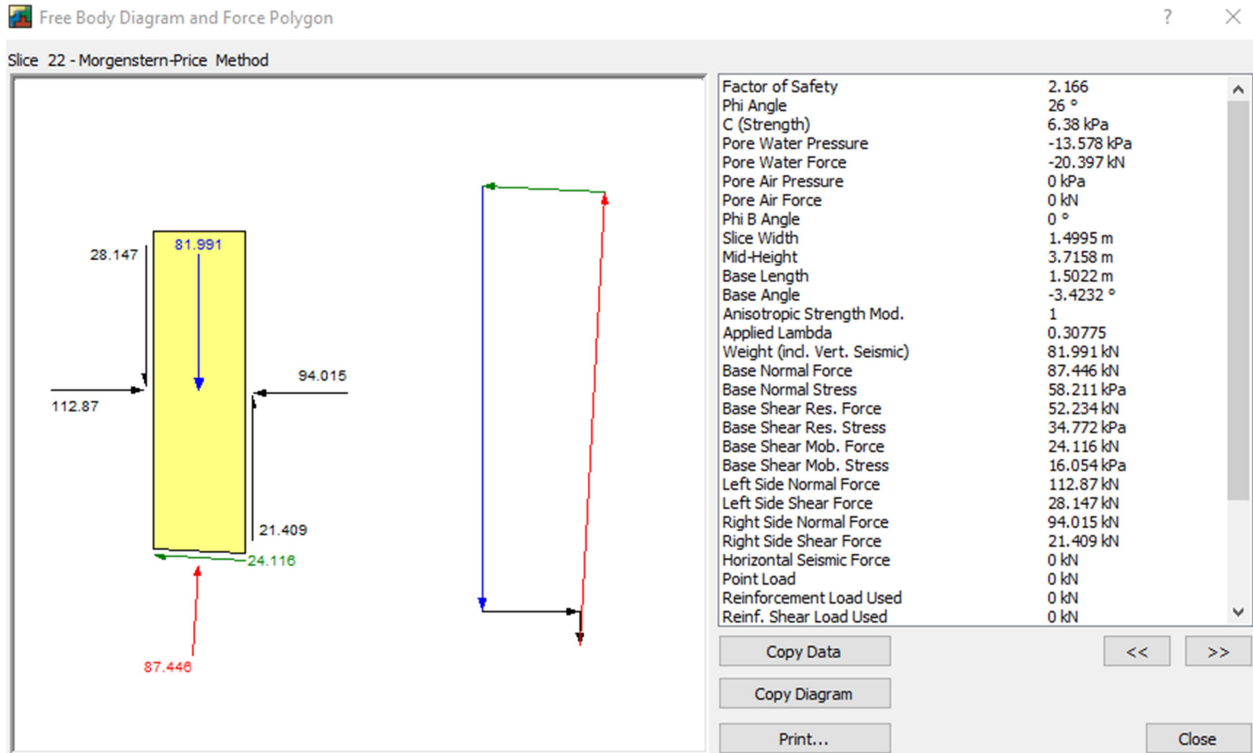 Free Body Diagram and Force Polygon
?
Slice 22 - Morgenstern-Price Method
28.147
81.991
112.87
94.015
21.409
24.116
87.446
Factor of Safety 2.166
Phi Angle 26 °
C (Strength) 6.38 kPa
Pore Water Pressure -13.578 kPa
Pore Water Force -20.397 kN
Pore Air Pressure 0 kPa
Pore Air Force 0 kN
Phi B Angle 0 °
Slice Width 1.4995 m
Mid-Height 3.7158 m
Base Length 1.5022 m
Base Angle -3.4232 °
Anisotropic Strength Mod. 1
Applied Lambda 0.30775
Weight (incl. Vert. Seismic) 81.991 kN
Base Normal Force 87.446 kN
Base Normal Stress 58.211 kPa
Base Shear Res. Force 52.234 kN
Base Shear Res. Stress 34.772 kPa
Base Shear Mob. Force 24.116 kN
Base Shear Mob. Stress 16.054 kPa
Left Side Normal Force 112.87 kN
Left Side Shear Force 28.147 kN
Right Side Normal Force 94.015 kN
Right Side Shear Force 21.409 kN
Horizontal Seismic Force 0 kN
Point Load 0 kN
Reinforcement Load Used 0 kN
Reinf. Shear Load Used 0 kN
Copy Data
<<
>>
Copy Diagram
Print...
Close